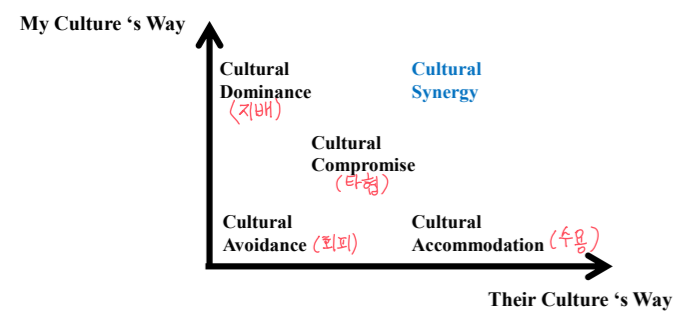 My Culture ‘s Way
Cultural
Dominance
(지배)
Cultural
Synergy
Cultural
Compromise
(타협)
Cultural
Avoidance (회피)
Cultural
Accommodation (수용)
Their Culture ‘s Way